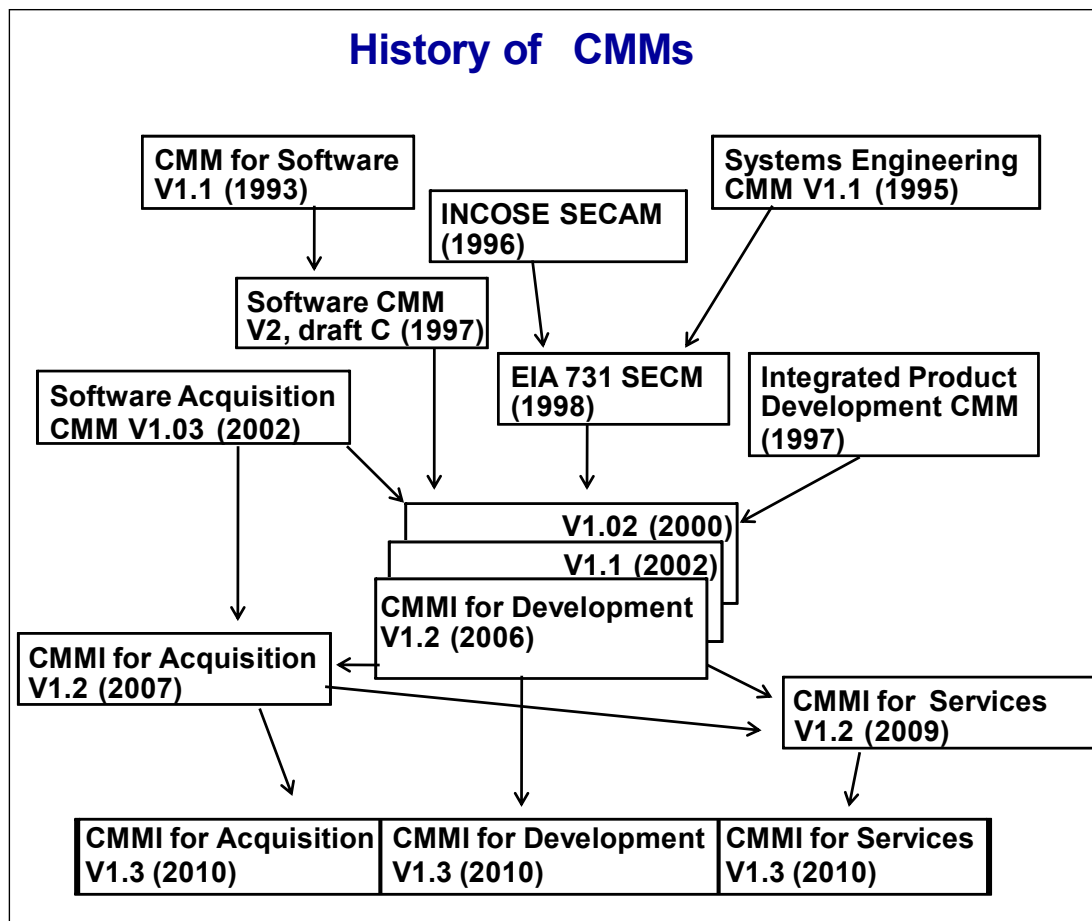 History of CMMs
CMM for Software
V1.1 (1993)
Systems Engineering
CMM V1.1 (1995)
INCOSE SECAM
(1996)
Software CMM
V2, draft C (1997)
EIA 731 SECM
(1998)
Integrated Product
Development CMM
(1997)
Software Acquisition
CMM V1.03 (2002)
V1.02 (2000)
V1.1 (2002)
CMMI for Development
V1.2 (2006)
CMMI for Acquisition
V1.2 (2007)
CMMI for Services
V1.2 (2009)
CMMI for Acquisition
V1.3 (2010)
CMMI for Development
V1.3 (2010)
CMMI for Services
V1.3 (2010)